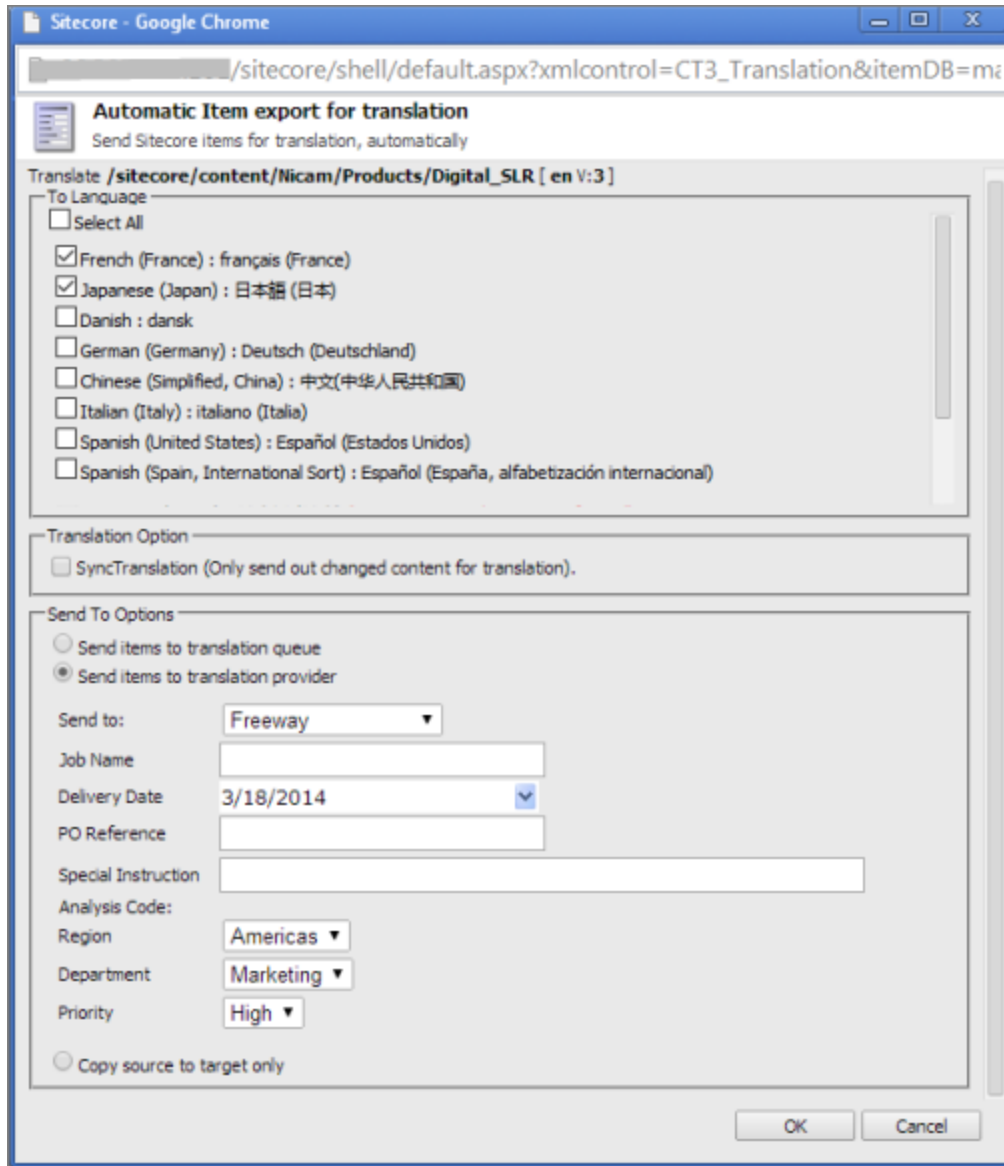 Sitecore - Google Chrome
/sitecore/shell/default.aspx?xmlcontrol=CT3_Translation&itemDB=ma
Automatic Item export for translation
Send Sitecore items for translation, automatically
Translate /sitecore/content/Nicam/Products/Digital_SLR [ en V:3 ]
To Language
Select All
French (France) : français (France)
Japanese (Japan) : 日本語 (日本)
Danish : dansk
German (Germany) : Deutsch (Deutschland)
Chinese (Simplified, China) : 中文(中华人民共和国)
Italian (Italy) : italiano (Italia)
Spanish (United States) : Español (Estados Unidos)
Spanish (Spain, International Sort) : Español (España, alfabetización internacional)
Translation Option
SyncTranslation (Only send out changed content for translation).
Send To Options
Send items to translation queue
Send items to translation provider
Send to: Freeway
Job Name
Delivery Date 3/18/2014
PO Reference
Special Instruction
Analysis Code:
Region Americas
Department Marketing
Priority High
Copy source to target only
OK Cancel